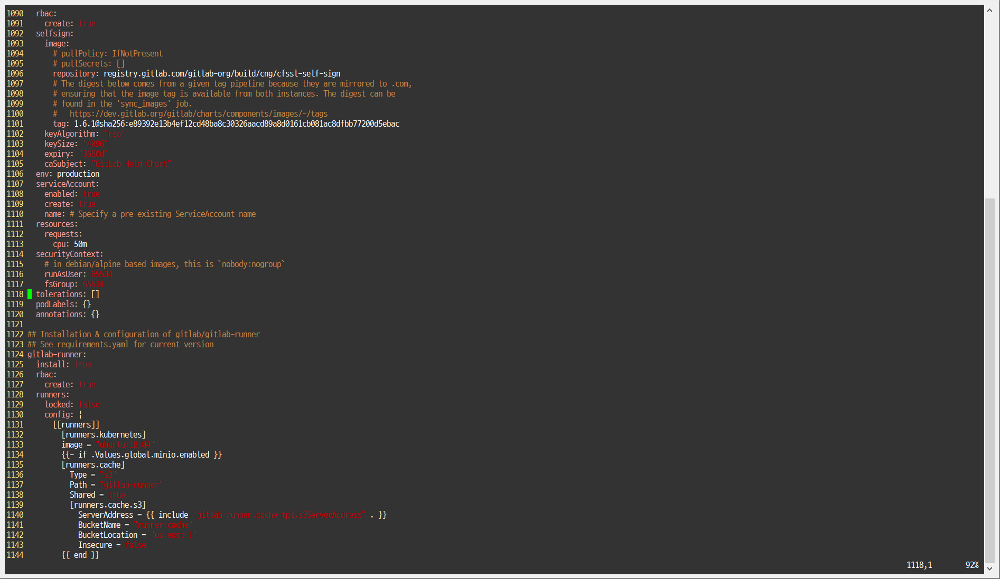 1090   rbac:
1091     create: true
1092   selfsign:
1093     image:
1094       # pullPolicy: IfNotPresent
1095       # pullSecrets: []
1096       repository: registry.gitlab.com/gitlab-org/build/cng/cfssl-self-sign
1097       # The digest below comes from a given tag pipeline because they are mirrored to .com,
1098       # ensuring that the image tag is available from both instances. The digest can be
1099       # found in the 'sync_images' job.
1100       #   https://dev.gitlab.org/gitlab/charts/components/images/-/tags
1101       tag: 1.6.1@sha256:e89392e13b4ef12cd48ba8c30326aacd89a8d0161cb081ac8dfbb77200d5ebac
1102     keyAlgorithm: "rsa"
1103     keySize: "4096"
1104     expiry: "3650d"
1105     caSubject: "GitLab Helm Chart"
1106   env: production
1107   serviceAccount:
1108     enabled: true
1109     create: true
1110     name: # Specify a pre-existing ServiceAccount name
1111   resources:
1112     requests:
1113       cpu: 50m
1114   securityContext:
1115     # in debian/alpine based images, this is `nobody:nogroup`
1116     runAsUser: 65534
1117     fsGroup: 65534
1118   tolerations: []
1119   podLabels: {}
1120   annotations: {}
1121
1122 ## Installation & configuration of gitlab/gitlab-runner
1123 ## See requirements.yaml for current version
1124 gitlab-runner:
1125   install: true
1126   rbac:
1127     create: true
1128   runners:
1129     locked: false
1130     config: |
1131       [[runners]]
1132         [runners.kubernetes]
1133         image = "ubuntu:18.04"
1134         {{- if .Values.global.minio.enabled }}
1135         [runners.cache]
1136           Type = "s3"
1137           Path = "gitlab-runner"
1138           Shared = true
1139           [runners.cache.s3]
1140             ServerAddress = {{ include "gitlab-runner.cache-tpl.s3ServerAddress" . }}
1141             BucketName = "runner-cache"
1142             BucketLocation = "us-east-1"
1143             Insecure = false
1144         {{ end }}
1118,1        92%